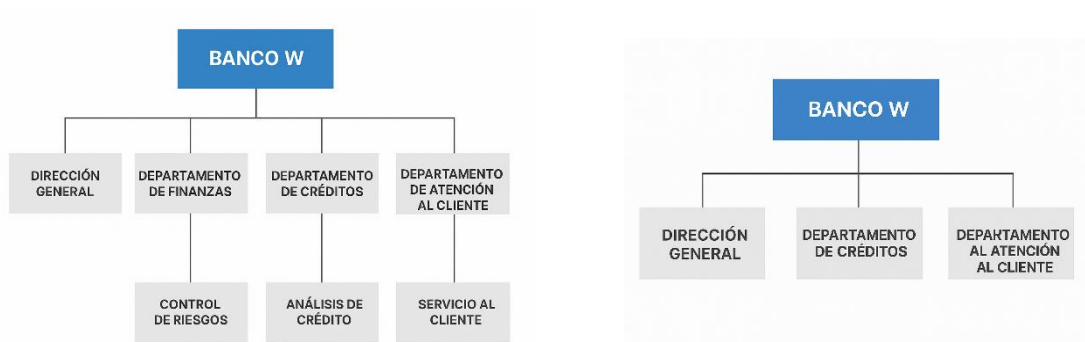 BANCO W
DIRECCIÓN
GENERAL
DEPARTAMENTO
DE FINANZAS
DEPARTAMENTO
DE CRÉDITOS
DEPARTAMENTO
DE ATENCIÓN
AL CLIENTE
CONTROL
DE RIESGOS
ANÁLISIS DE
CRÉDITO
SERVICIO AL
CLIENTE
BANCO W
DIRECCIÓN
GENERAL
DEPARTAMENTO
DE CRÉDITOS
DEPARTAMENTO
AL ATENCIÓN
AL CLIENTE